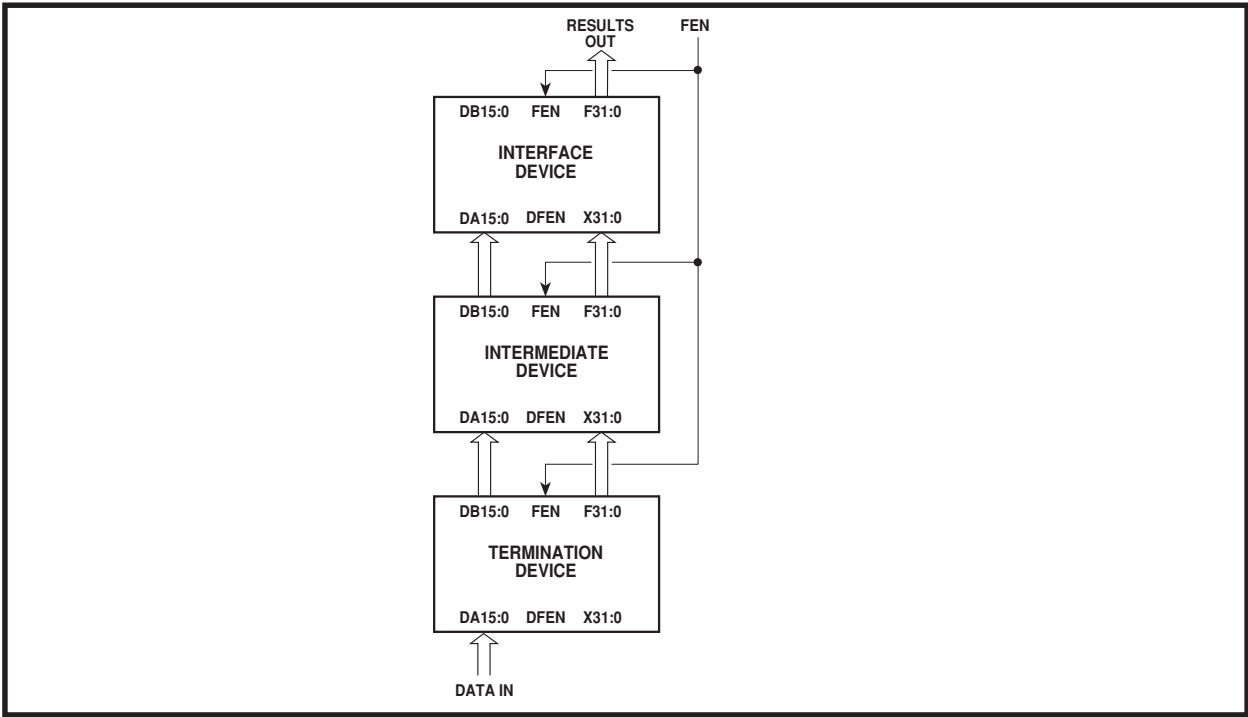 RESULTS
OUT
FEN
DB15:0 FEN F31:0
INTERFACE
DEVICE
DA15:0 DFEN X31:0
DB15:0 FEN F31:0
INTERMEDIATE
DEVICE
DA15:0 DFEN X31:0
DB15:0 FEN F31:0
TERMINATION
DEVICE
DA15:0 DFEN X31:0
DATA IN